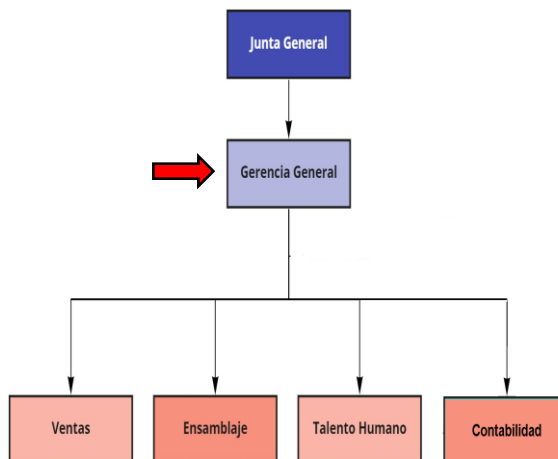 Junta General
Gerencia General
Ventas
Ensamblaje
Talento Humano
Contabilidad